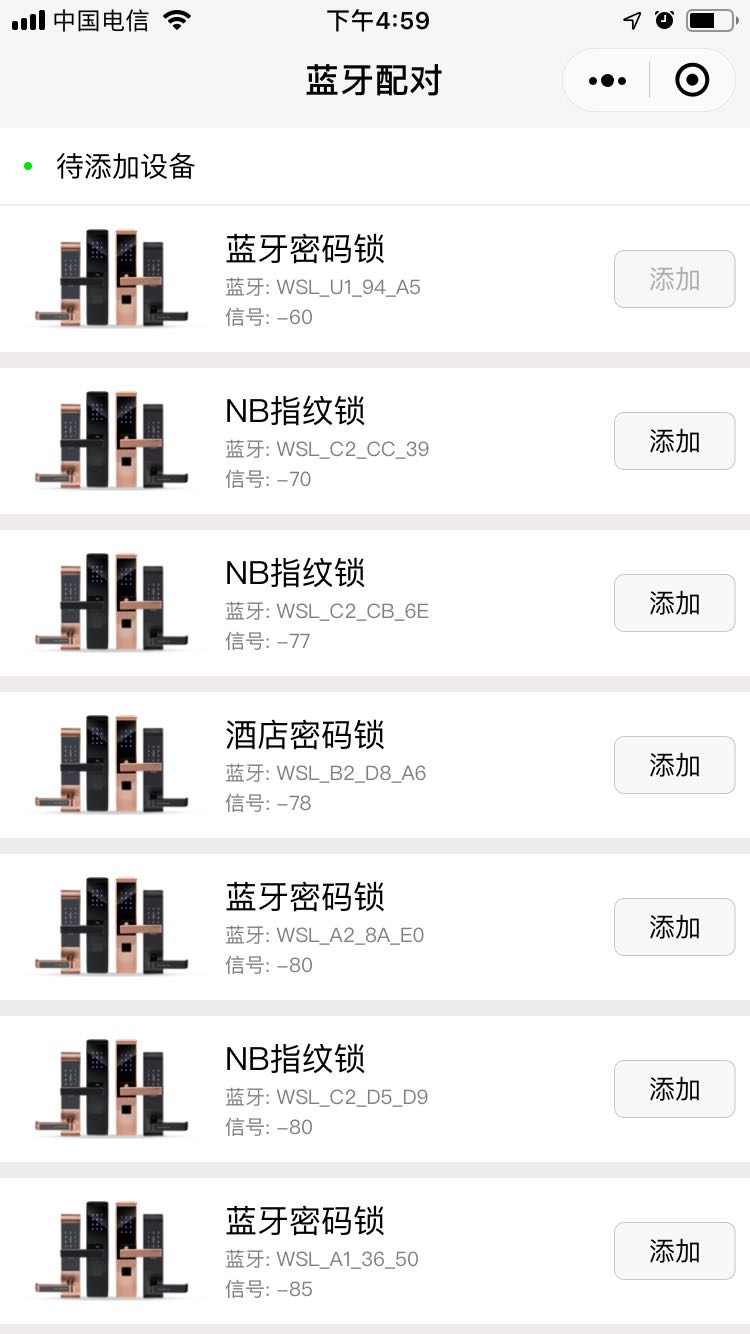 中国电信
下午4:59
蓝牙配对
待添加设备
蓝牙密码锁
蓝牙: WSL_U1_94_A5
信号: -60
添加
NB指纹锁
蓝牙: WSL_C2_CC_39
信号: -70
添加
NB指纹锁
蓝牙: WSL_C2_CB_6E
信号: -77
添加
酒店密码锁
蓝牙: WSL_B2_D8_A6
信号: -78
添加
蓝牙密码锁
蓝牙: WSL_A2_8A_E0
信号: -80
添加
NB指纹锁
蓝牙: WSL_C2_D5_D9
信号: -80
添加
蓝牙密码锁
蓝牙: WSL_A1_36_50
信号: -85
添加